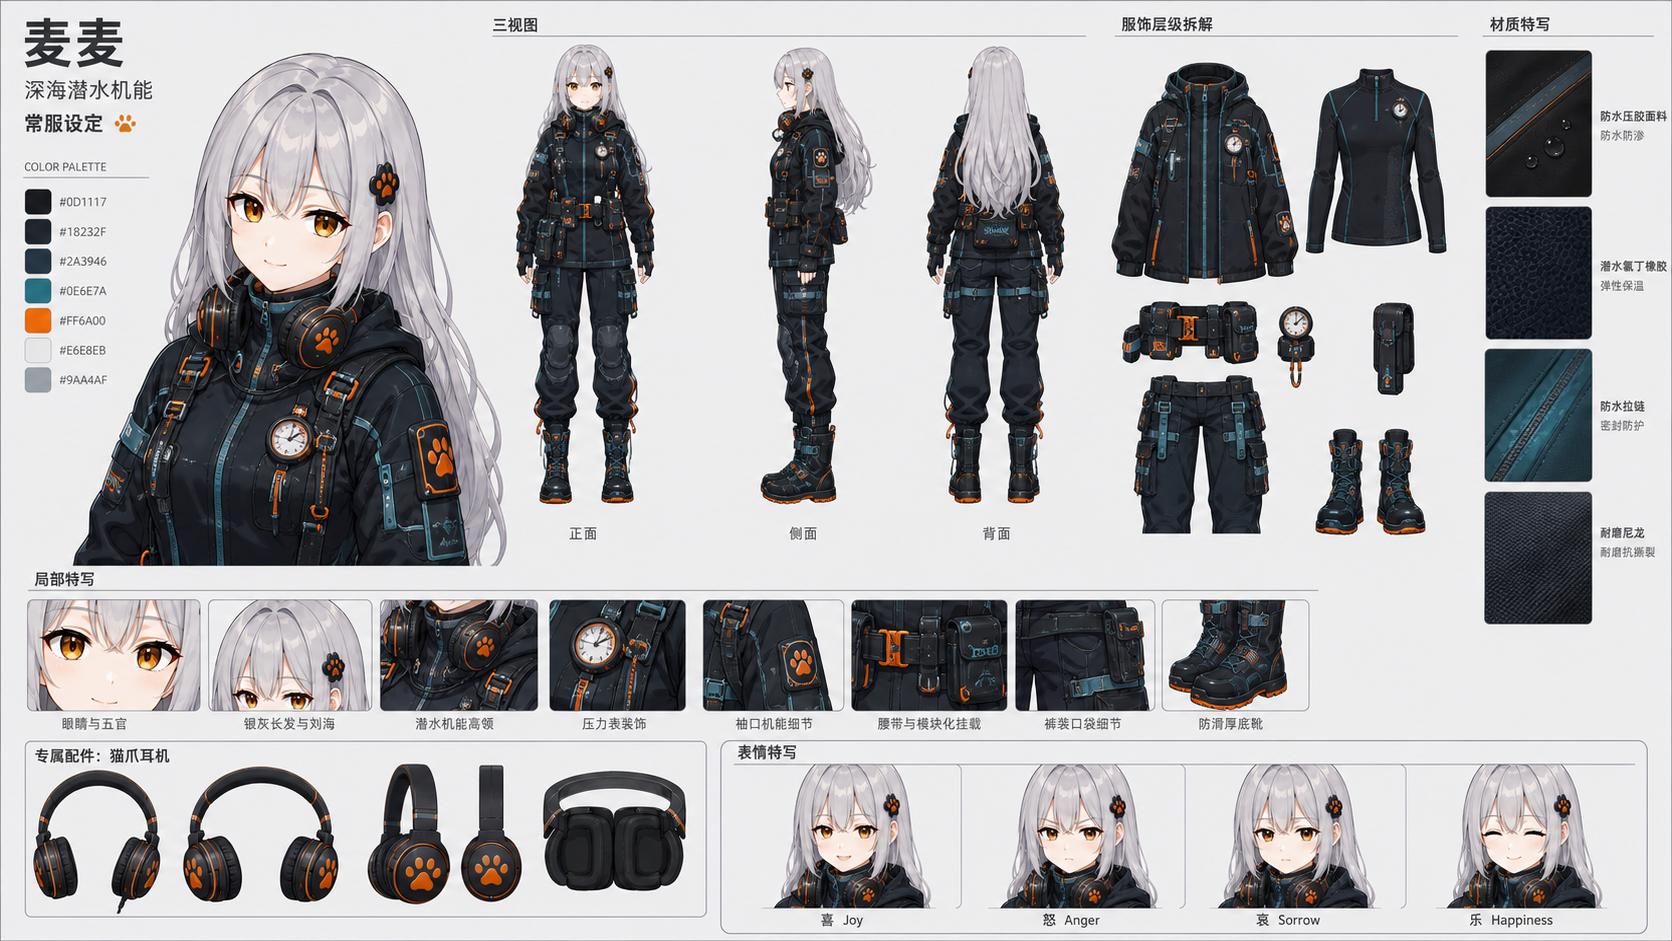 麦麦
深海潜水机能
常服设定
COLOR PALETTE
#0D1117
#18232F
#2A3946
#0E6E7A
#FF6A00
#E6E8EB
#9AA4AF
三视图
正面
侧面
背面
服饰层级拆解
材质特写
防水压胶面料
防水防渗
潜水氯丁橡胶
弹性保温
防水拉链
密封防护
耐磨尼龙
耐磨抗撕裂
局部特写
眼睛与五官
银灰长发与刘海
潜水机能高领
压力表装饰
袖口机能细节
腰带与模块化挂载
裤装口袋细节
防滑厚底靴
专属配件：猫爪耳机
表情特写
喜 Joy
怒 Anger
哀 Sorrow
乐 Happiness